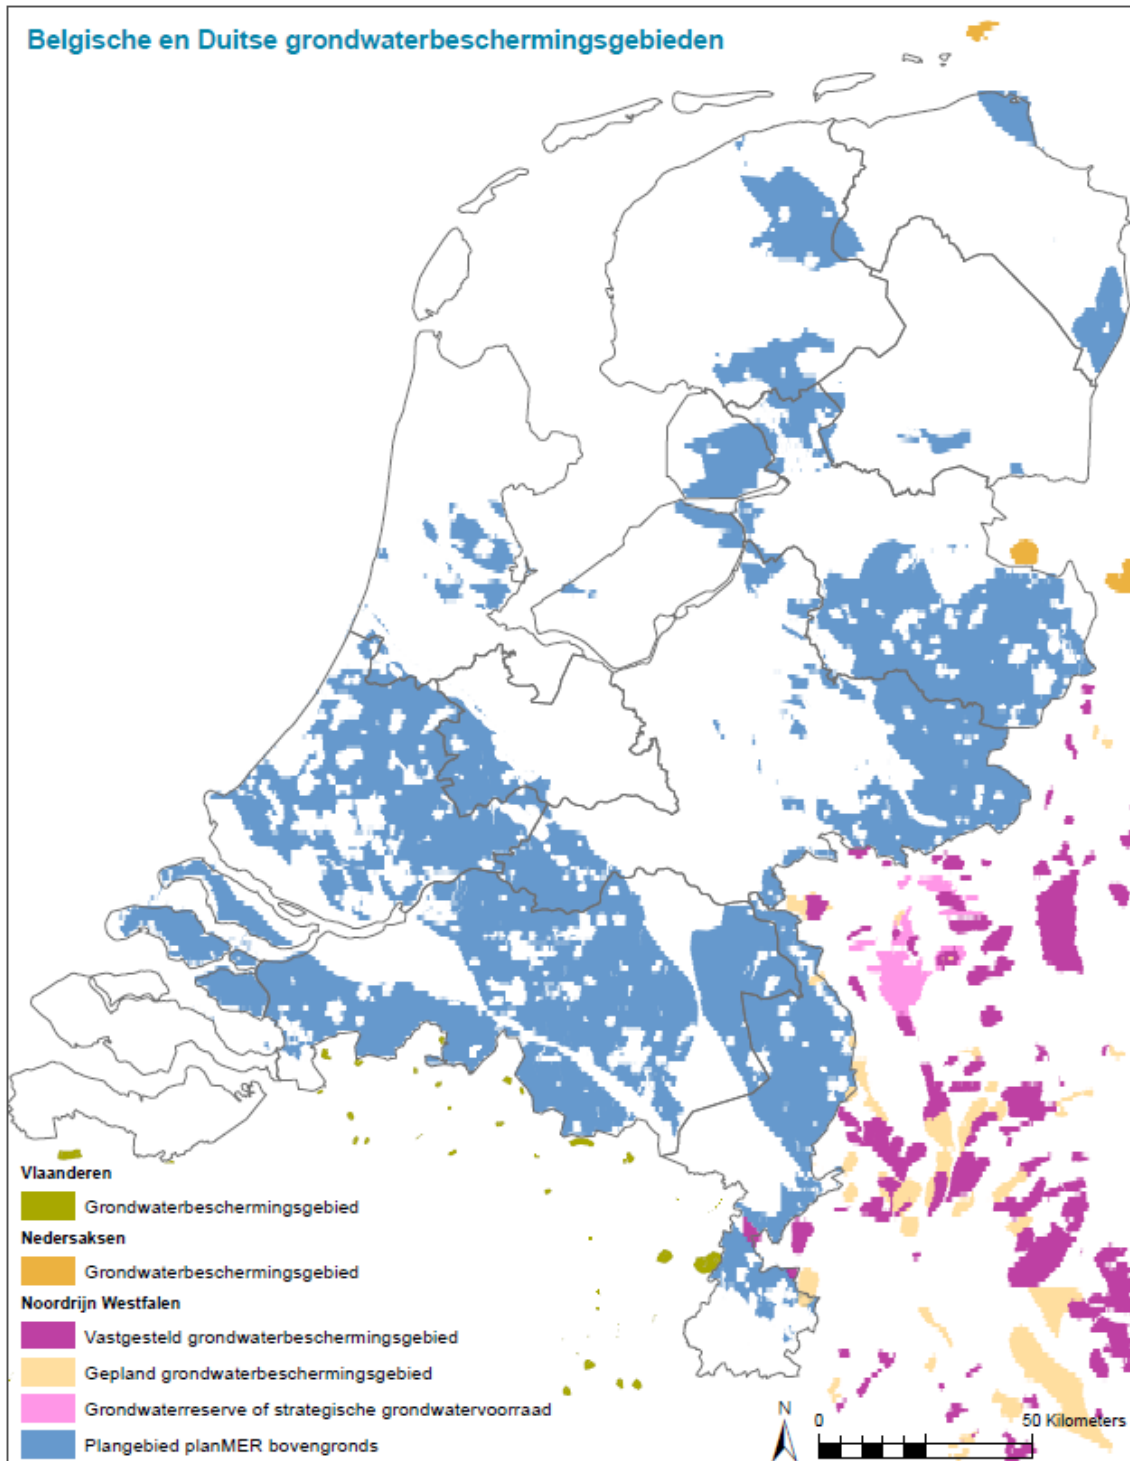 Belgische en Duitse grondwaterbeschermingsgebieden
Vlaanderen
Grondwaterbeschermingsgebied
Nedersaksen
Grondwaterbeschermingsgebied
Noordrijn Westfalen
Vastgesteld grondwaterbeschermingsgebied
Gepland grondwaterbeschermingsgebied
Grondwaterreserve of strategische grondwatervoorraad
Plangebied planMER bovengronds
N
0 50 Kilometers